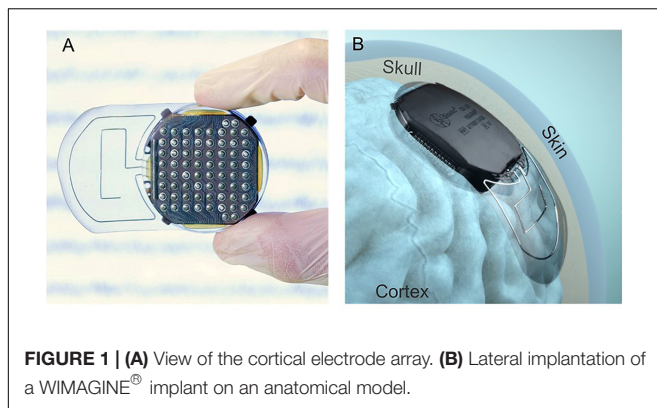 A
B
Skull
Skin
Cortex
FIGURE 1 | (A) View of the cortical electrode array. (B) Lateral implantation of
a WIMAGINE® implant on an anatomical model.